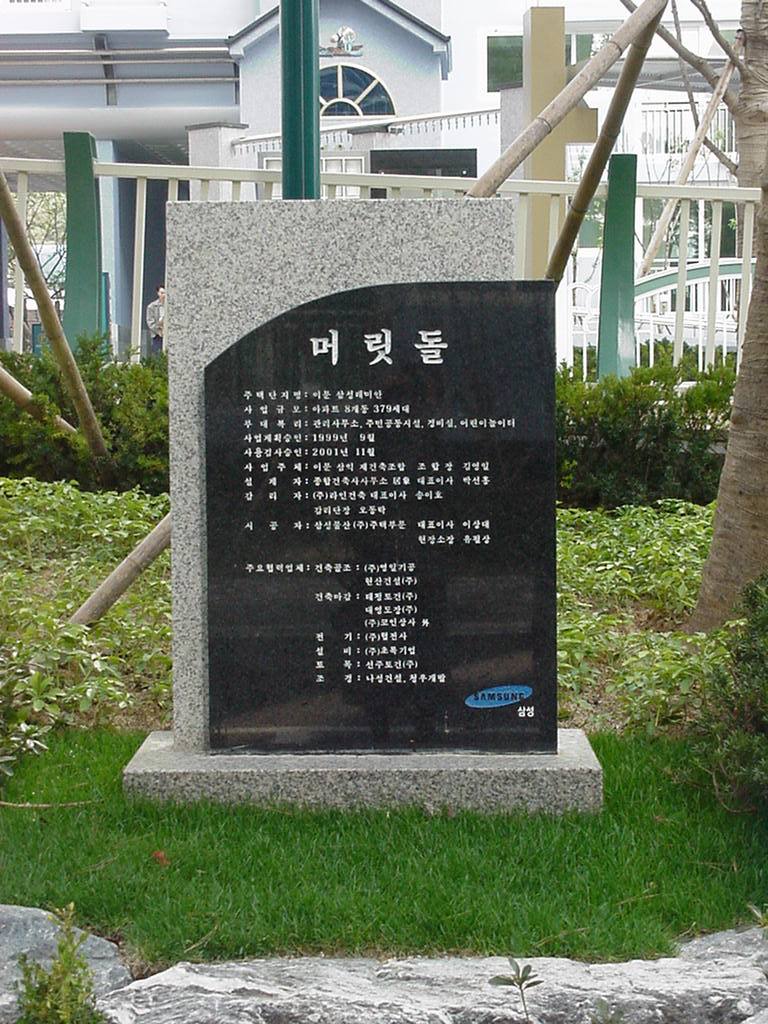 머릿돌
주택단지명 : 이문 삼성래미안
사업규모 : 아파트 8개동 379세대
부대복리 : 관리사무소, 주민공동시설, 경비실, 어린이놀이터
사업계획승인 : 1999년 9월
사용검사승인 : 2001년 11월
사업주체 : 이문 삼익 재건축조합 조합장 김영일
설계자 : 종합건축사사무소 대표이사 박선홍
감리자 : (주)라인건축 대표이사 송이호
감리단장 오동탁
시공자 : 삼성물산(주)주택부문 대표이사 이상대
현장소장 유필상
주요협력업체 : 건축골조 : (주)영일기공
현산건설(주)
건축마감 : 태정토건(주)
대영도장(주)
(주)모인상사 外
전기 : (주)협전사
설비 : (주)초록기업
토목 : 선주토건(주)
조경 : 나성건설, 청우개발
SAMSUNG
삼성